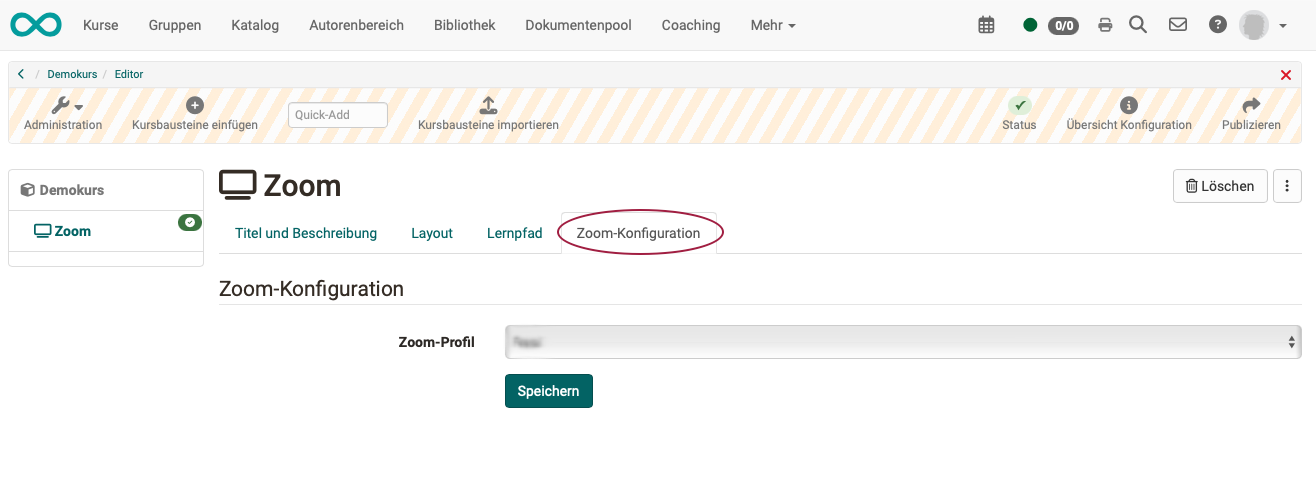 Kurse Gruppen Katalog Autorenbereich Bibliothek Dokumentenpool Coaching Mehr 0/0
/ Demokurs / Editor
Administration Kursbausteine einfügen Quick-Add Kursbausteine importieren Status Übersicht Konfiguration Publizieren
Demokurs
Zoom
Zoom
Löschen
Titel und Beschreibung Layout Lernpfad Zoom-Konfiguration
Zoom-Konfiguration
Zoom-Profil
Speichern